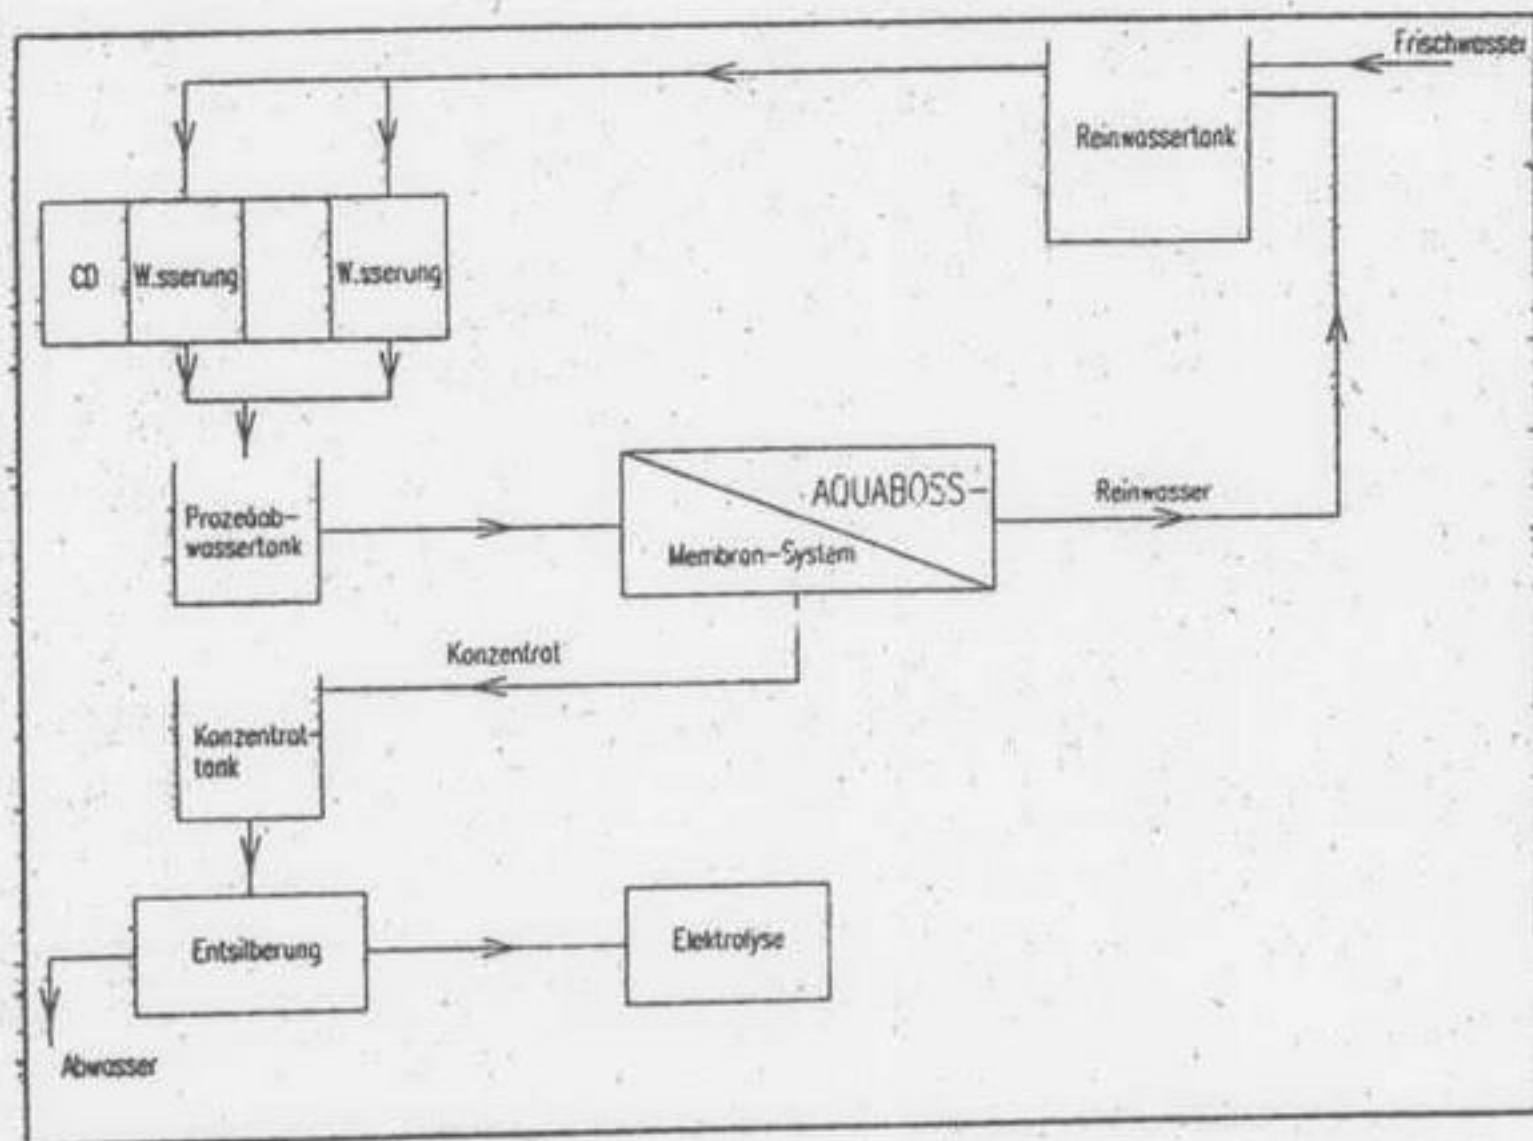 Frischwasser
Reinwassertank
CD
W.sserung
W.sserung
AQUABOSS-
Membran-System
Reinwasser
Prozeßab-
wassertank
Konzentrat
Konzentrat-
tank
Entsilberung
Elektrolyse
Abwasser